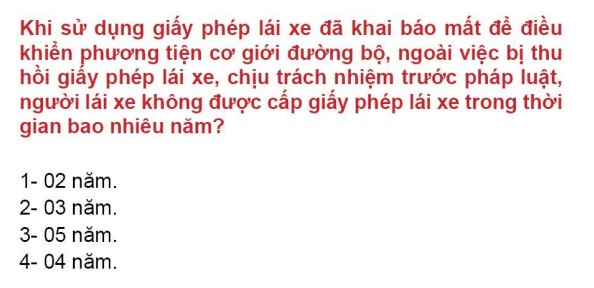 Khi sử dụng giấy phép lái xe đã khai báo mất để điều
khiển phương tiện cơ giới đường bộ, ngoài việc bị thu
hồi giấy phép lái xe, chịu trách nhiệm trước pháp luật,
người lái xe không được cấp giấy phép lái xe trong thời
gian bao nhiêu năm?
1- 02 năm.
2- 03 năm.
3- 05 năm.
4- 04 năm.